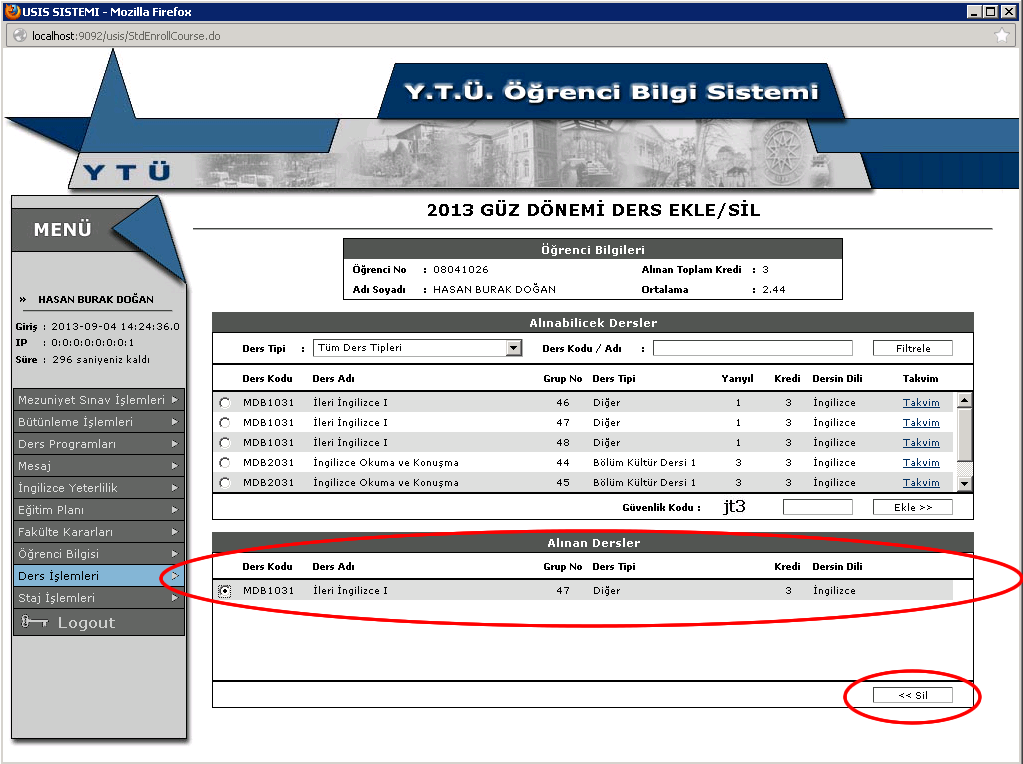 USIS SISTEMI - Mozilla Firefox
localhost:9092/usis/StdEnrollCourse.do
Y.T.Ü. Öğrenci Bilgi Sistemi
Y T Ü
MENÜ
» HASAN BURAK DOĞAN
Giriş : 2013-09-04 14:24:36.0
IP : 0:0:0:0:0:0:0:1
Süre : 296 saniyeniz kaldı
Mezuniyet Sınav İşlemleri
Bütünleme İşlemleri
Ders Programları
Mesaj
İngilizce Yeterlilik
Eğitim Planı
Fakülte Kararları
Öğrenci Bilgisi
Ders İşlemleri
Staj İşlemleri
Logout
2013 GÜZ DÖNEMİ DERS EKLE/SİL
Öğrenci Bilgileri
Öğrenci No : 08041026 Alınan Toplam Kredi : 3
Adı Soyadı : HASAN BURAK DOĞAN Ortalama : 2.44
Alınabilicek Dersler
Ders Tipi : Tüm Ders Tipleri Ders Kodu / Adı : Filtrele
Ders Kodu Ders Adı Grup No Ders Tipi Yarıyıl Kredi Dersin Dili Takvim
MDB1031 İleri İngilizce I 46 Diğer 1 3 İngilizce Takvim
MDB1031 İleri İngilizce I 47 Diğer 1 3 İngilizce Takvim
MDB1031 İleri İngilizce I 48 Diğer 1 3 İngilizce Takvim
MDB2031 İngilizce Okuma ve Konuşma 44 Bölüm Kültür Dersi 1 3 3 İngilizce Takvim
MDB2031 İngilizce Okuma ve Konuşma 45 Bölüm Kültür Dersi 1 3 3 İngilizce Takvim
Güvenlik Kodu : jt3 Ekle >>
Alınan Dersler
Ders Kodu Ders Adı Grup No Ders Tipi Kredi Dersin Dili
MDB1031 İleri İngilizce I 47 Diğer 3 İngilizce
<< Sil